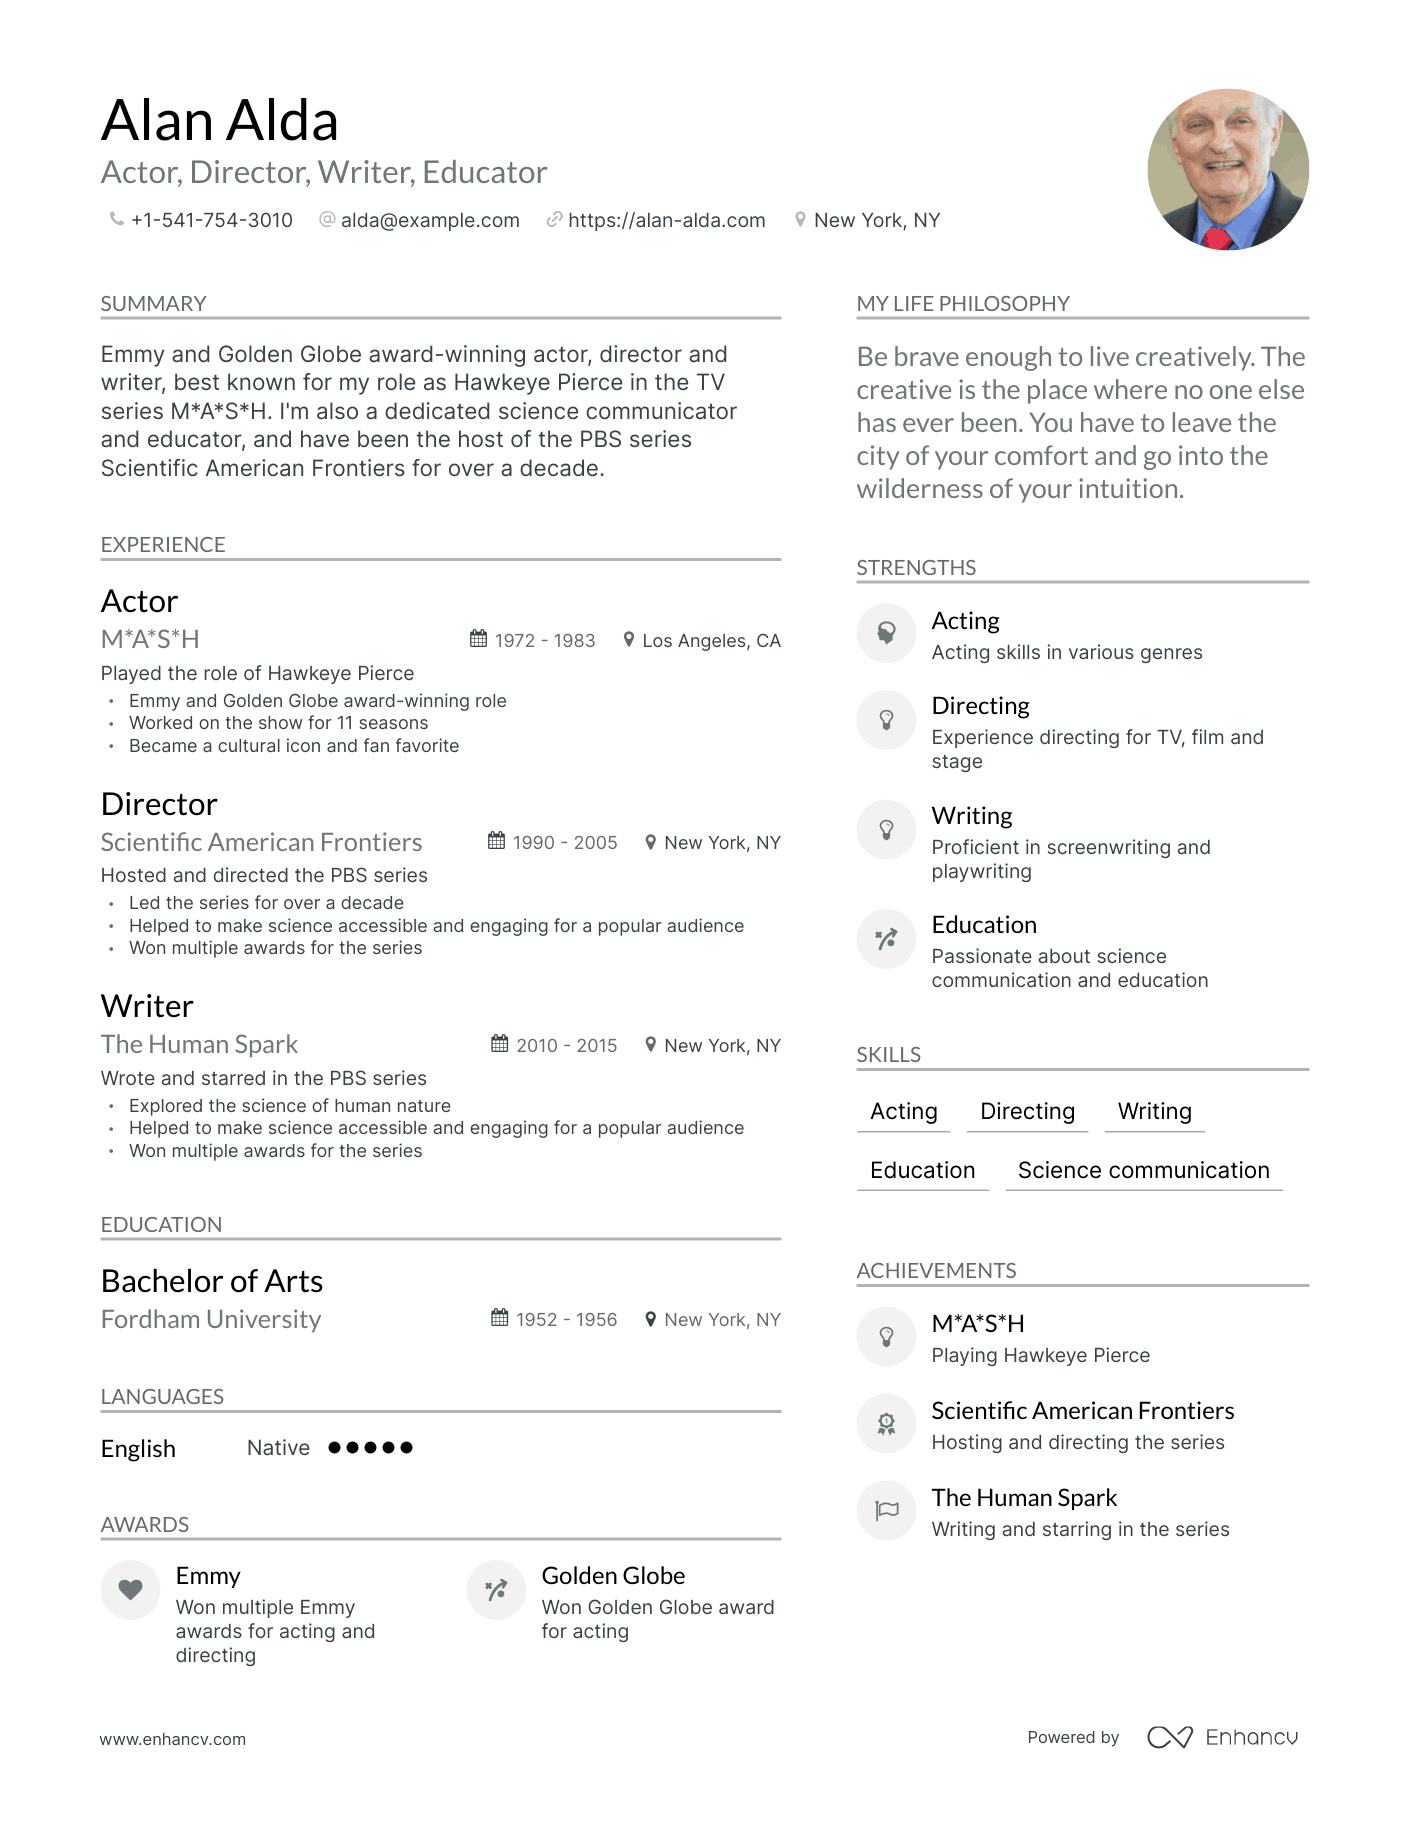 Alan Alda
Actor, Director, Writer, Educator
+1-541-754-3010 @ alda@example.com https://alan-alda.com New York, NY
SUMMARY
Emmy and Golden Globe award-winning actor, director and
writer, best known for my role as Hawkeye Pierce in the TV
series M*A*S*H. I'm also a dedicated science communicator
and educator, and have been the host of the PBS series
Scientific American Frontiers for over a decade.
EXPERIENCE
Actor
M*A*S*H 1972 - 1983 Los Angeles, CA
Played the role of Hawkeye Pierce
• Emmy and Golden Globe award-winning role
• Worked on the show for 11 seasons
• Became a cultural icon and fan favorite
Director
Scientific American Frontiers 1990 - 2005 New York, NY
Hosted and directed the PBS series
• Led the series for over a decade
• Helped to make science accessible and engaging for a popular audience
• Won multiple awards for the series
Writer
The Human Spark 2010 - 2015 New York, NY
Wrote and starred in the PBS series
• Explored the science of human nature
• Helped to make science accessible and engaging for a popular audience
• Won multiple awards for the series
EDUCATION
Bachelor of Arts
Fordham University 1952 - 1956 New York, NY
LANGUAGES
English Native
AWARDS
Emmy
Won multiple Emmy
awards for acting and
directing
Golden Globe
Won Golden Globe award
for acting
MY LIFE PHILOSOPHY
Be brave enough to live creatively. The
creative is the place where no one else
has ever been. You have to leave the
city of your comfort and go into the
wilderness of your intuition.
STRENGTHS
Acting
Acting skills in various genres
Directing
Experience directing for TV, film and
stage
Writing
Proficient in screenwriting and
playwriting
Education
Passionate about science
communication and education
SKILLS
Acting Directing Writing
Education Science communication
ACHIEVEMENTS
M*A*S*H
Playing Hawkeye Pierce
Scientific American Frontiers
Hosting and directing the series
The Human Spark
Writing and starring in the series
www.enhancv.com
Powered by Enhancv